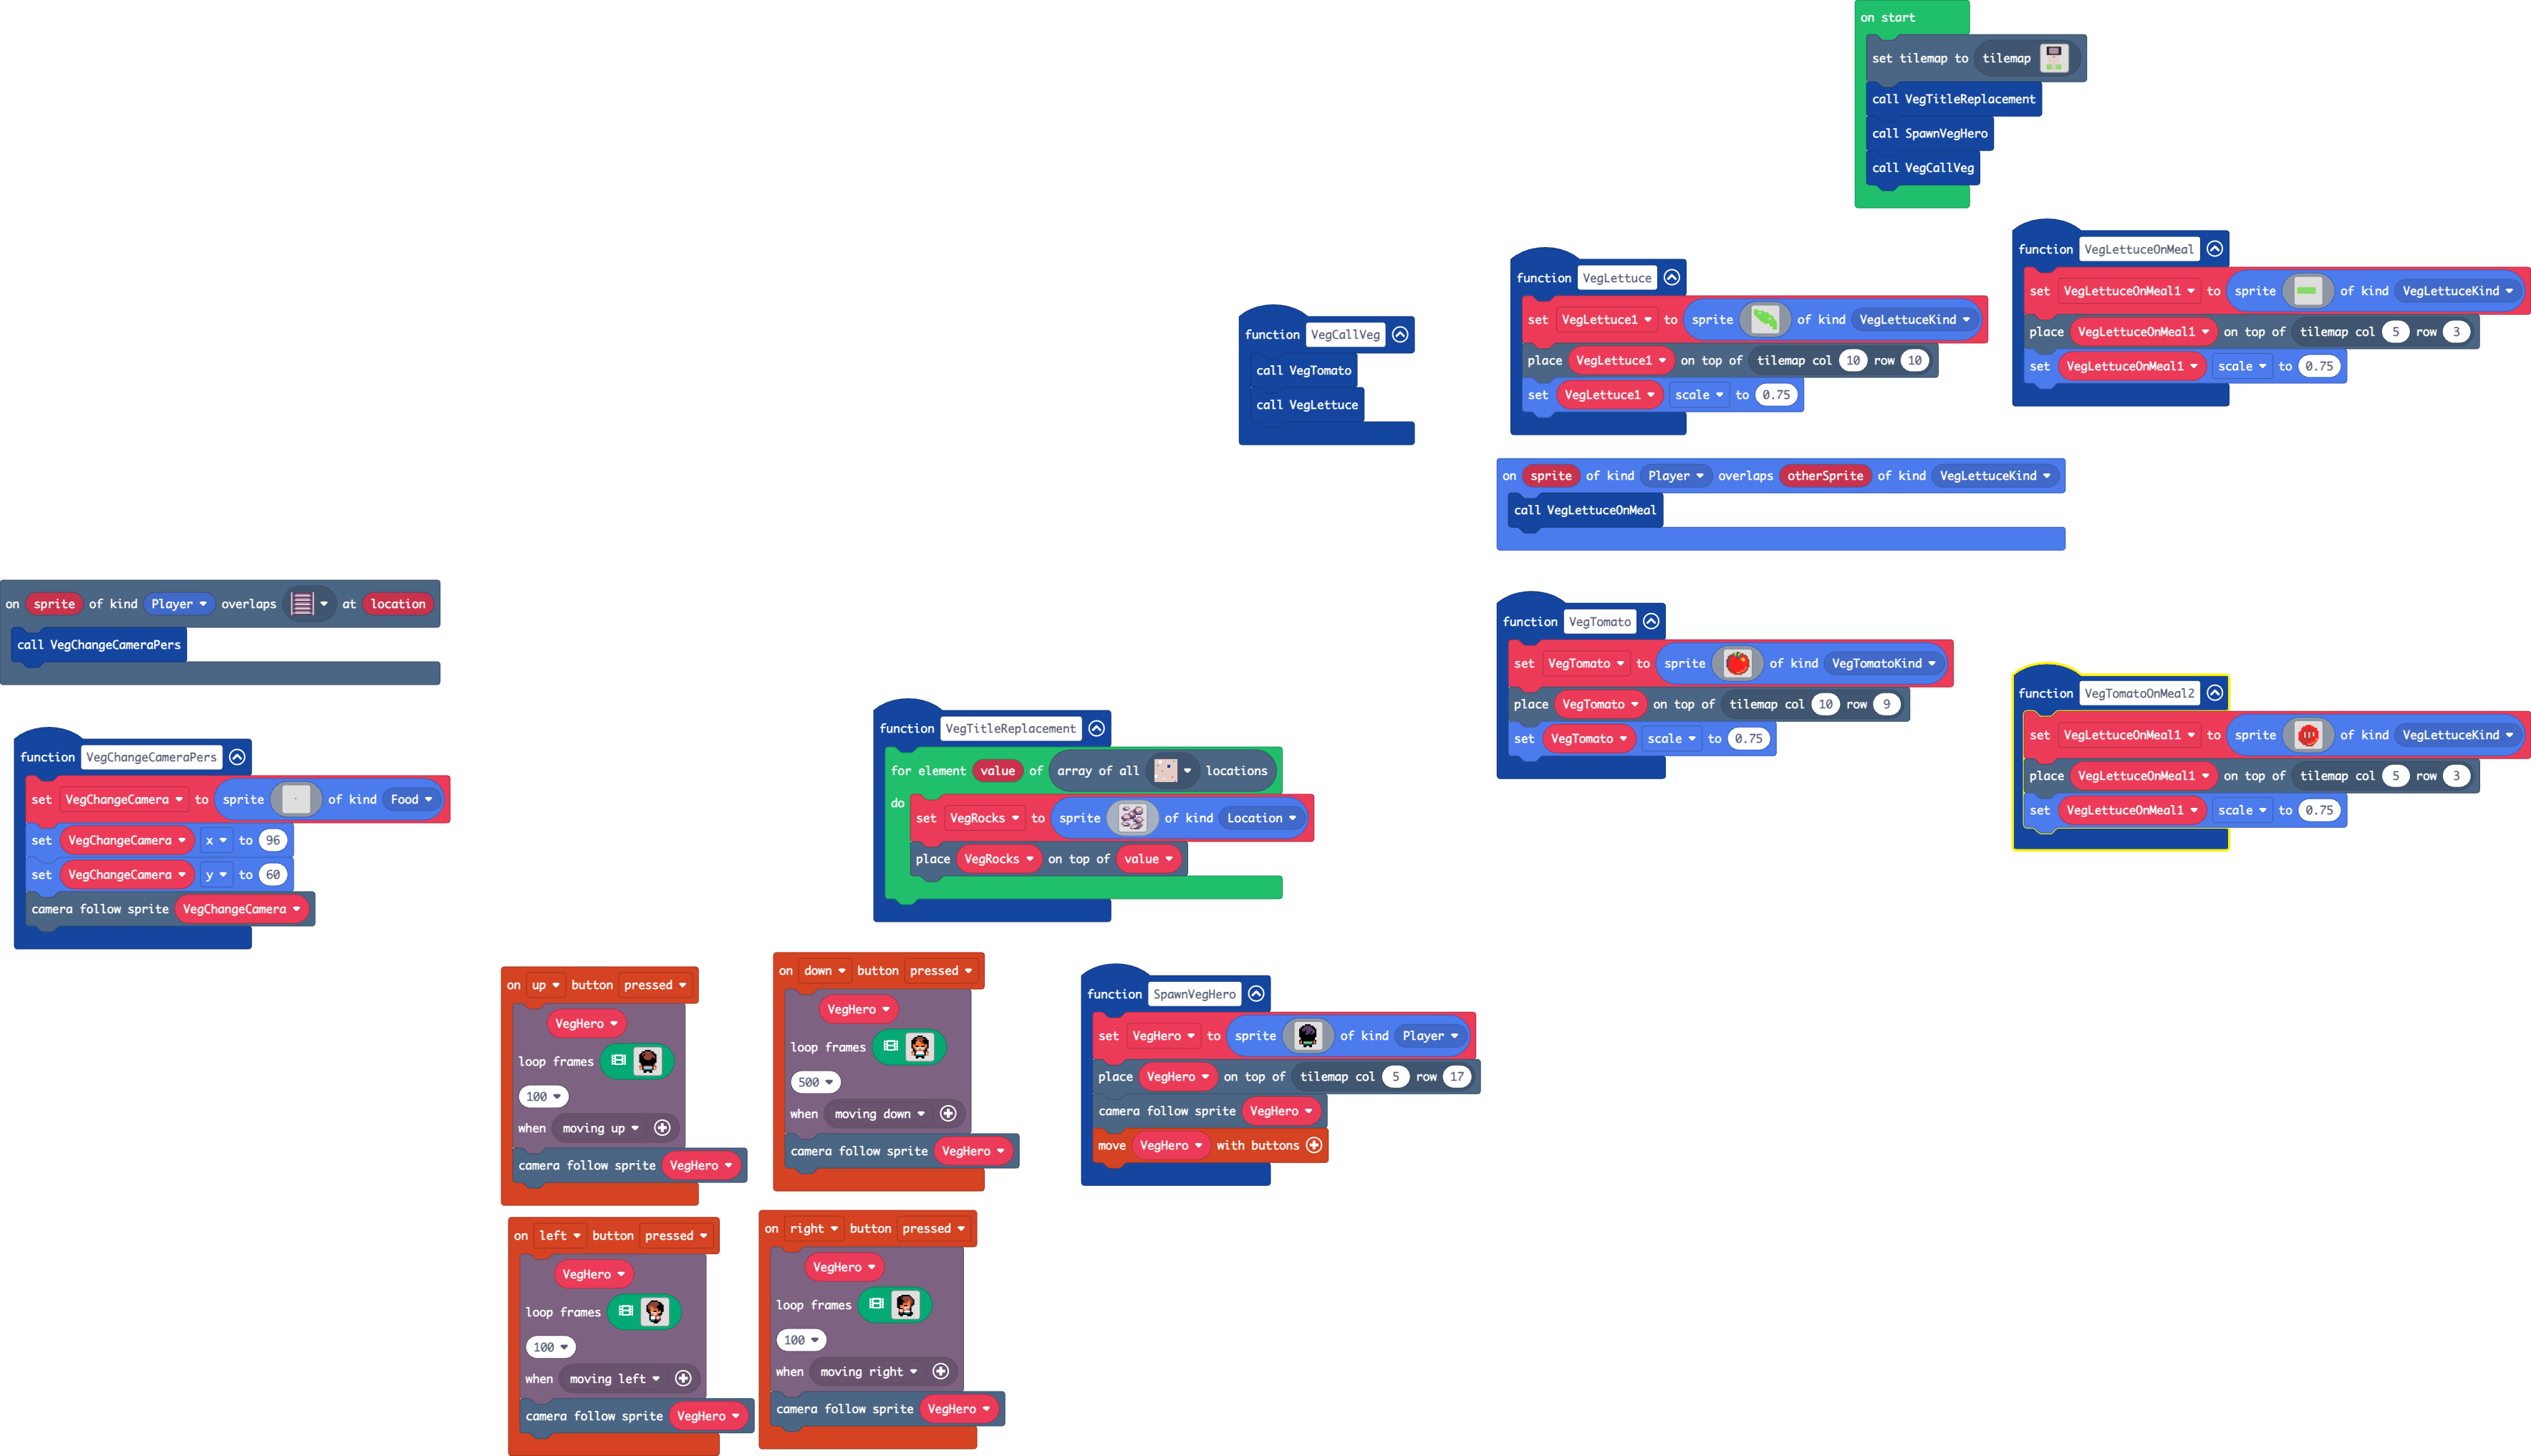 on start
set tilemap to tilemap
call VegTitleReplacement
call SpawnVegHero
call VegCallVeg
function VegLettuceOnMeal
set VegLettuceOnMeal1 to sprite of kind VegLettuceKind
place VegLettuceOnMeal1 on top of tilemap col 5 row 3
set VegLettuceOnMeal1 scale to 0.75
function VegLettuce
set VegLettuce1 to sprite of kind VegLettuceKind
place VegLettuce1 on top of tilemap col 10 row 10
set VegLettuce1 scale to 0.75
function VegCallVeg
call VegTomato
call VegLettuce
on sprite of kind Player overlaps otherSprite of kind VegLettuceKind
call VegLettuceOnMeal
on sprite of kind Player overlaps at location
call VegChangeCameraPers
function VegTomato
set VegTomato to sprite of kind VegTomatoKind
place VegTomato on top of tilemap col 10 row 9
set VegTomato scale to 0.75
function VegTomatoOnMeal2
set VegLettuceOnMeal1 to sprite of kind VegLettuceKind
place VegLettuceOnMeal1 on top of tilemap col 5 row 3
set VegLettuceOnMeal1 scale to 0.75
function VegChangeCameraPers
set VegChangeCamera to sprite of kind Food
set VegChangeCamera x to 96
set VegChangeCamera y to 60
camera follow sprite VegChangeCamera
function VegTitleReplacement
for element value of array of all locations
do
set VegRocks to sprite of kind Location
place VegRocks on top of value
on up button pressed
VegHero
loop frames
100
when moving up
camera follow sprite VegHero
on down button pressed
VegHero
loop frames
500
when moving down
camera follow sprite VegHero
function SpawnVegHero
set VegHero to sprite of kind Player
place VegHero on top of tilemap col 5 row 17
camera follow sprite VegHero
move VegHero with buttons
on left button pressed
VegHero
loop frames
100
when moving left
camera follow sprite VegHero
on right button pressed
VegHero
loop frames
100
when moving right
camera follow sprite VegHero